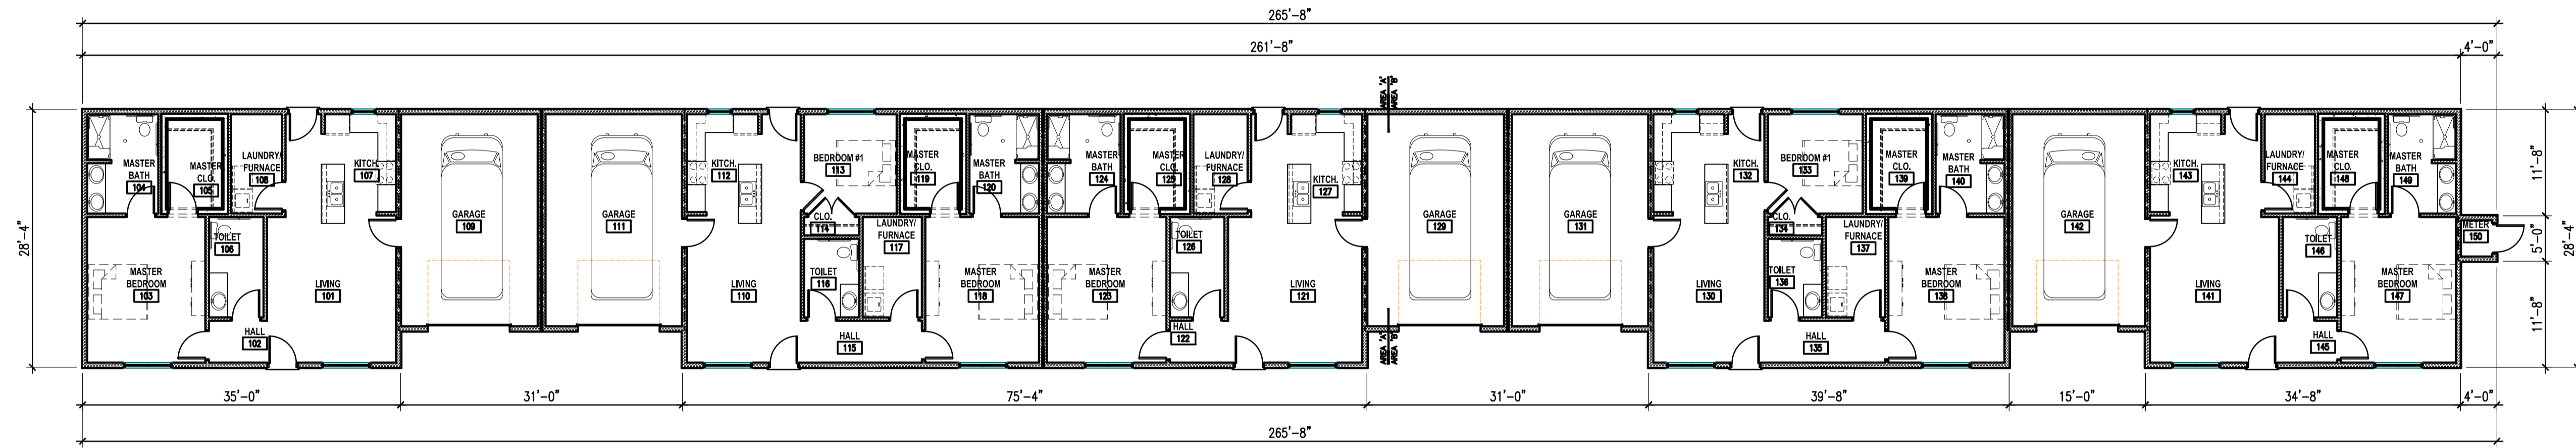 265'-8"
261'-8"
4'-0"
28'-4"
MASTER
BATH
104
MASTER
CLO.
105
LAUNDRY/
FURNACE
108
KITCH.
107
TOILET
106
MASTER
BEDROOM
103
LIVING
101
HALL
102
GARAGE
109
GARAGE
111
KITCH.
112
BEDROOM #1
113
MASTER
CLO.
119
MASTER
BATH
120
CLO.
114
LAUNDRY/
FURNACE
117
TOILET
116
LIVING
110
MASTER
BEDROOM
118
HALL
115
MASTER
BATH
124
MASTER
CLO.
125
LAUNDRY/
FURNACE
128
KITCH.
127
TOILET
126
MASTER
BEDROOM
123
LIVING
121
HALL
122
AREA 'A'
AREA 'B'
GARAGE
129
AREA 'A'
AREA 'B'
GARAGE
131
KITCH.
132
BEDROOM #1
133
MASTER
CLO.
139
MASTER
BATH
140
CLO.
134
LAUNDRY/
FURNACE
137
TOILET
136
LIVING
130
MASTER
BEDROOM
138
HALL
135
GARAGE
142
KITCH.
143
LAUNDRY/
FURNACE
144
MASTER
CLO.
148
MASTER
BATH
149
TOILET
146
LIVING
141
MASTER
BEDROOM
147
HALL
145
METER
150
11'-8"
5'-0"
11'-8"
28'-4"
35'-0"
31'-0"
75'-4"
31'-0"
39'-8"
15'-0"
34'-8"
4'-0"
265'-8"